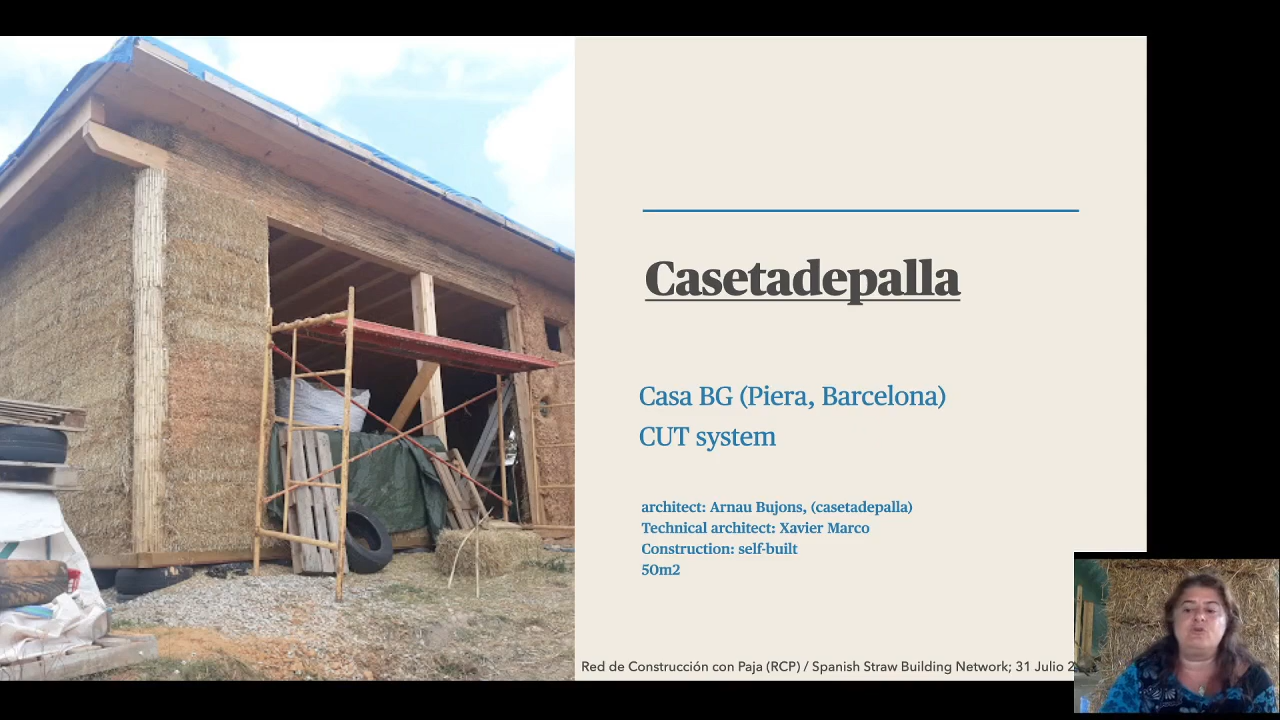 Casetadepalla
Casa BG (Piera, Barcelona)
CUT system
architect: Arnau Bujons, (casetadepalla)
Technical architect: Xavier Marco
Construction: self-built
50m2
Red de Construcción con Paja (RCP) / Spanish Straw Building Network; 31 Julio